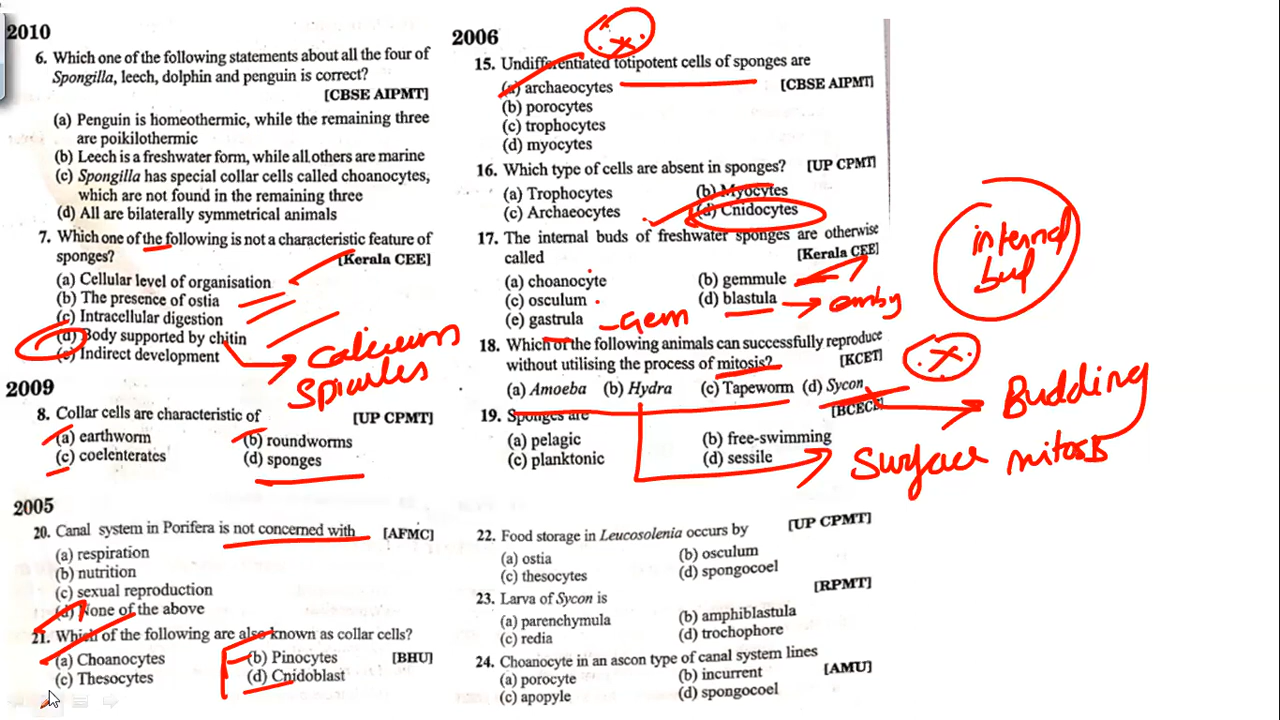 2010
6. Which one of the following statements about all the four of
Spongilla, leech, dolphin and penguin is correct?
[CBSE AIPMT]
(a) Penguin is homeothermic, while the remaining three
are poikilothermic
(b) Leech is a freshwater form, while all others are marine
(c) Spongilla has special collar cells called choanocytes,
which are not found in the remaining three
(d) All are bilaterally symmetrical animals
7. Which one of the following is not a characteristic feature of
sponges? [Kerala CEE]
(a) Cellular level of organisation
(b) The presence of ostia
(c) Intracellular digestion
(d) Body supported by chitin
(e) Indirect development
calcium
2009
8. Collar cells are characteristic of [UP CPMT]
(a) earthworm (b) roundworms
(c) coelenterates (d) sponges
2005
20. Canal system in Porifera is not concerned with [AFMC]
(a) respiration
(b) nutrition
(c) sexual reproduction
(d) None of the above
21. Which of the following are also known as collar cells?
(a) Choanocytes (b) Pinocytes [BHU]
(c) Thesocytes (d) Cnidoblast
2006
15. Undifferentiated totipotent cells of sponges are
(a) archaeocytes [CBSE AIPMT]
(b) porocytes
(c) trophocytes
(d) myocytes
16. Which type of cells are absent in sponges? [UP CPMT]
(a) Trophocytes (b) Myocytes
(c) Archaeocytes (d) Cnidocytes
17. The internal buds of freshwater sponges are otherwise
called [Kerala CEE]
(a) choanocyte (b) gemmule
(c) osculum (d) blastula
(e) gastrula
Gem
internal
bud
18. Which of the following animals can successfully reproduce
without utilising the process of mitosis? [KCET]
(a) Amoeba (b) Hydra (c) Tapeworm (d) Sycon
Budding
19. Sponges are [BCECE]
(a) pelagic (b) free-swimming
(c) planktonic (d) sessile
Surface mitosis
22. Food storage in Leucosolenia occurs by [UP CPMT]
(a) ostia (b) osculum
(c) thesocytes (d) spongocoel
23. Larva of Sycon is [RPMT]
(a) parenchymula (b) amphiblastula
(c) redia (d) trochophore
24. Choanocyte in an ascon type of canal system lines
(a) porocyte (b) incurrent [AMU]
(c) apopyle (d) spongocoel